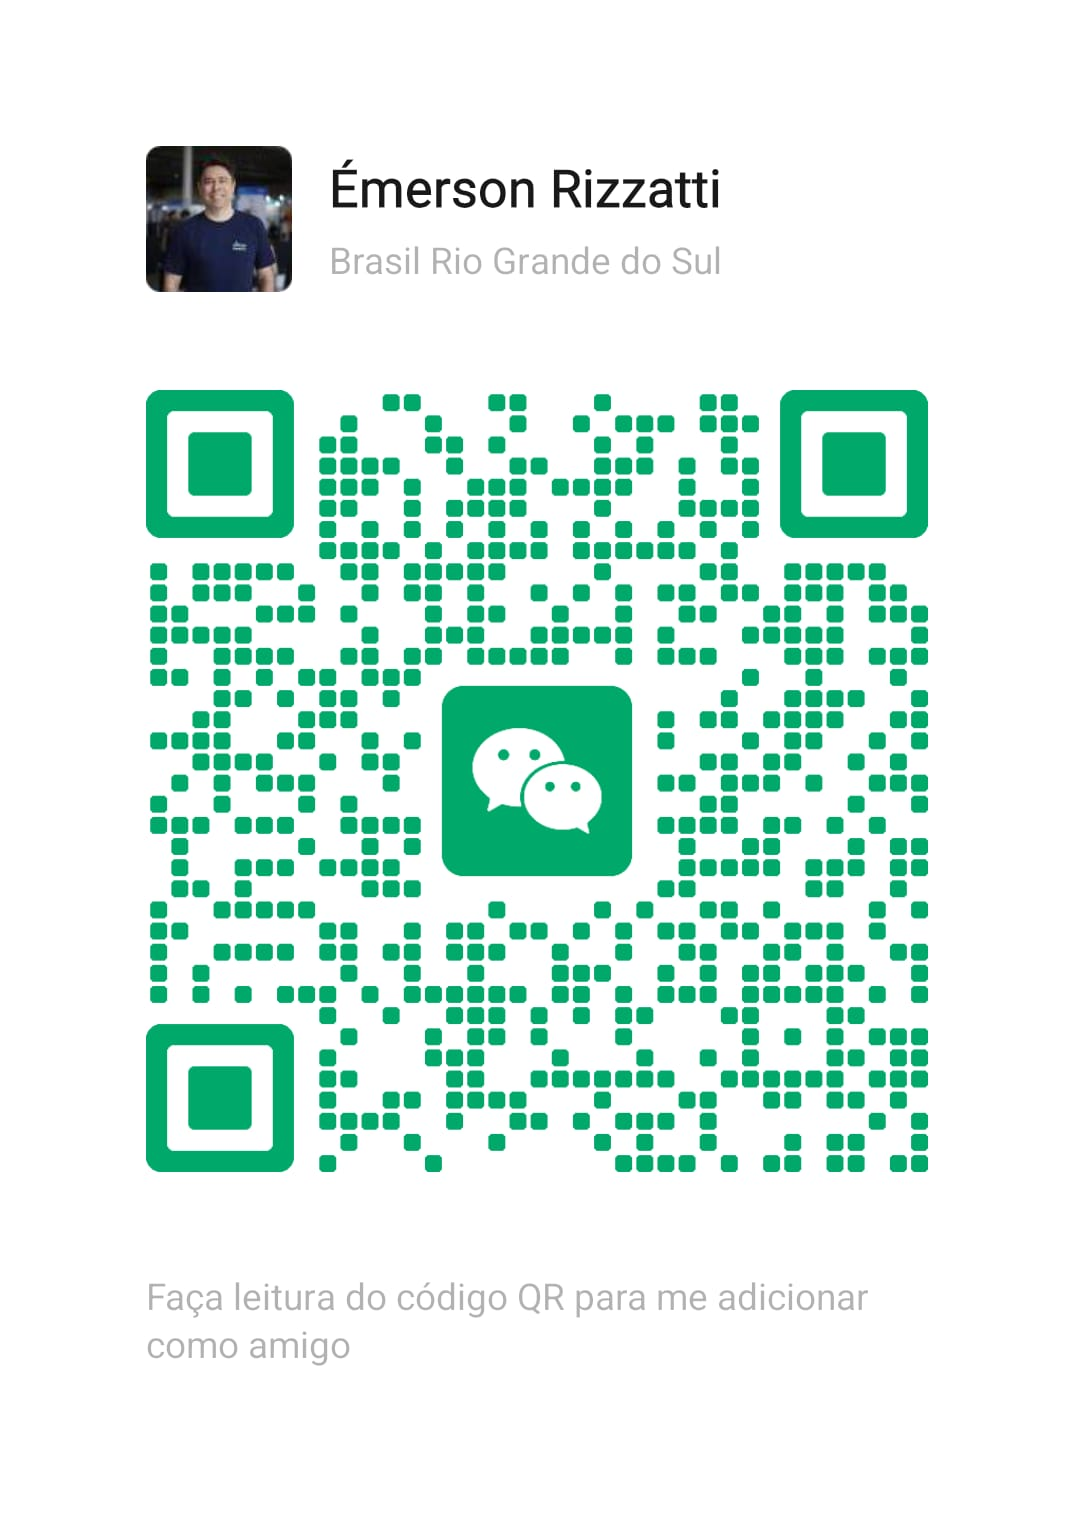 Émerson Rizzatti
Brasil Rio Grande do Sul
Faça leitura do código QR para me adicionar
como amigo